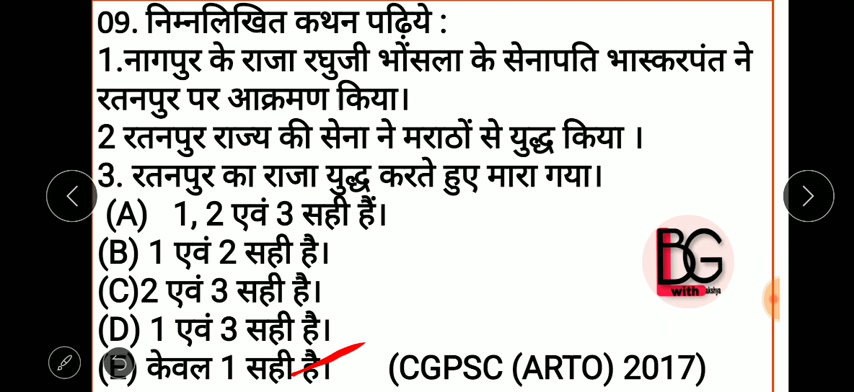 09. निम्नलिखित कथन पढ़िये :
1.नागपुर के राजा रघुजी भोंसला के सेनापति भास्करपंत ने
रतनपुर पर आक्रमण किया।
2 रतनपुर राज्य की सेना ने मराठों से युद्ध किया ।
3. रतनपुर का राजा युद्ध करते हुए मारा गया।
(A) 1, 2 एवं 3 सही हैं।
(B) 1 एवं 2 सही है।
(C)2 एवं 3 सही है।
(D) 1 एवं 3 सही है।
(E) केवल 1 सही है। (CGPSC (ARTO) 2017)
BG
with